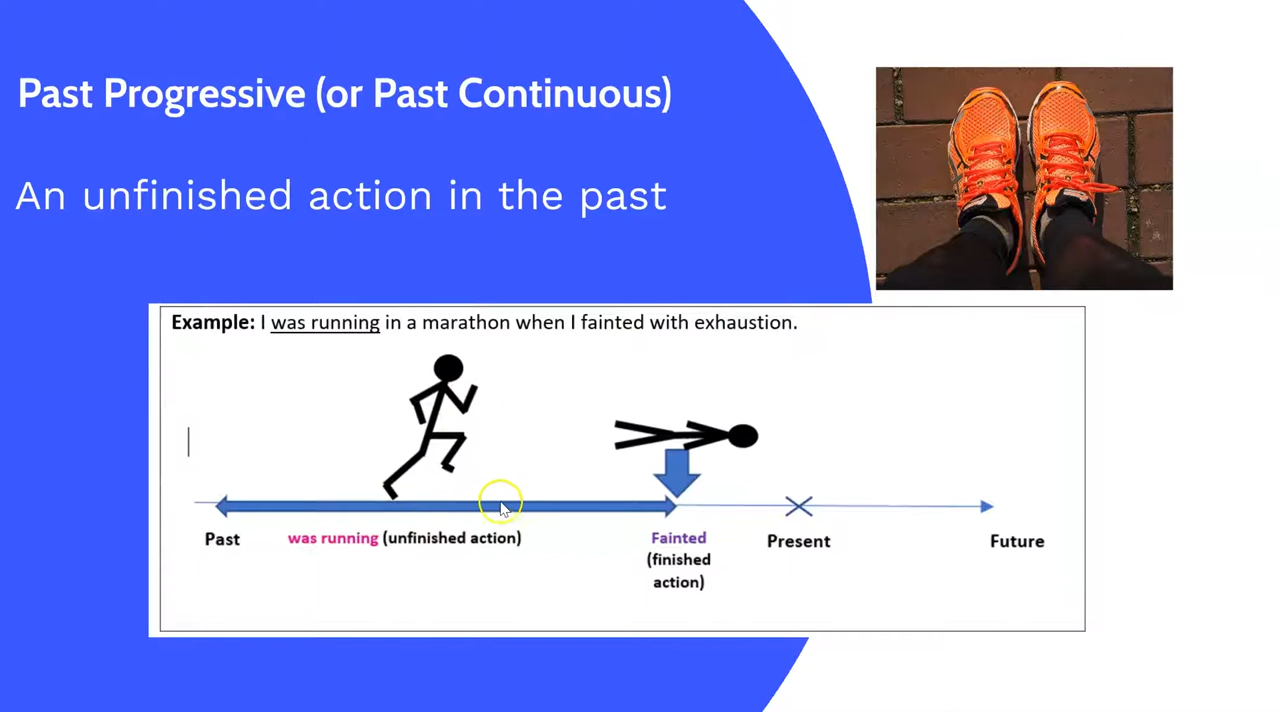 Past Progressive (or Past Continuous)
An unfinished action in the past
Example: I was running in a marathon when I fainted with exhaustion.
Past
was running (unfinished action)
Fainted
(finished
action)
Present
Future